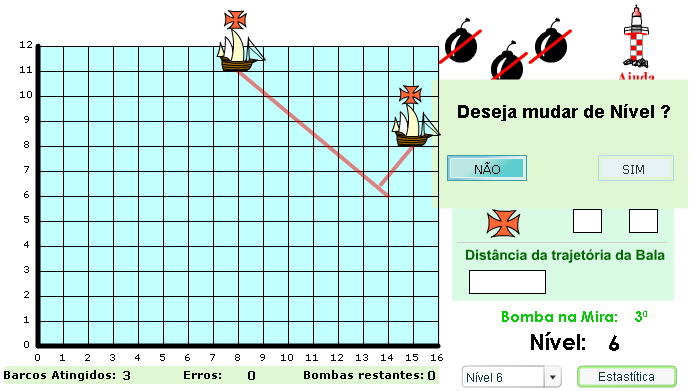 12
11
10
9
8
7
6
5
4
3
2
1
0
0 1 2 3 4 5 6 7 8 9 10 11 12 13 14 15 16
Barcos Atingidos: 3 Erros: 0 Bombas restantes: 0
Ajuda
Deseja mudar de Nível ?
NÃO SIM
Distância da trajetória da Bala
Bomba na Mira: 3º
Nível: 6
Nível 6 Estastítica